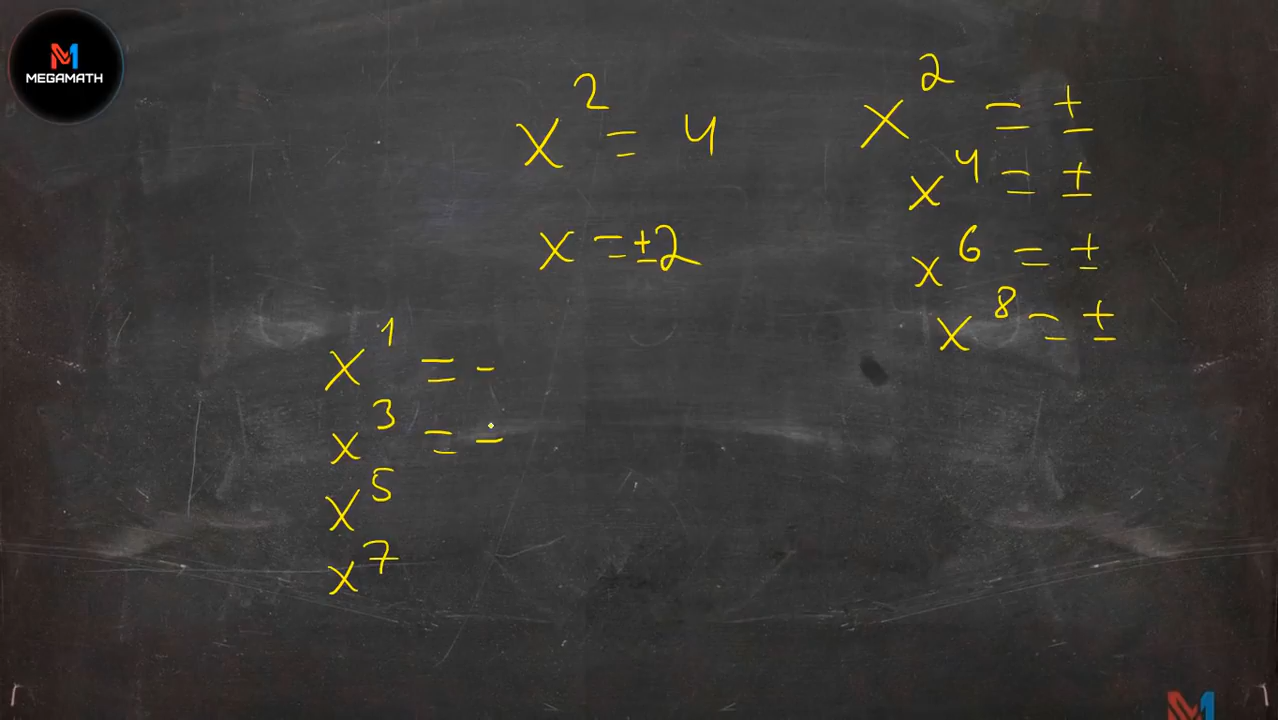 MEGAMATH
x² = 4
x = ±2
x² = ±
x⁴ = ±
x⁶ = ±
x⁸ = ±
x¹ = -
x³ = -
x⁵
x⁷